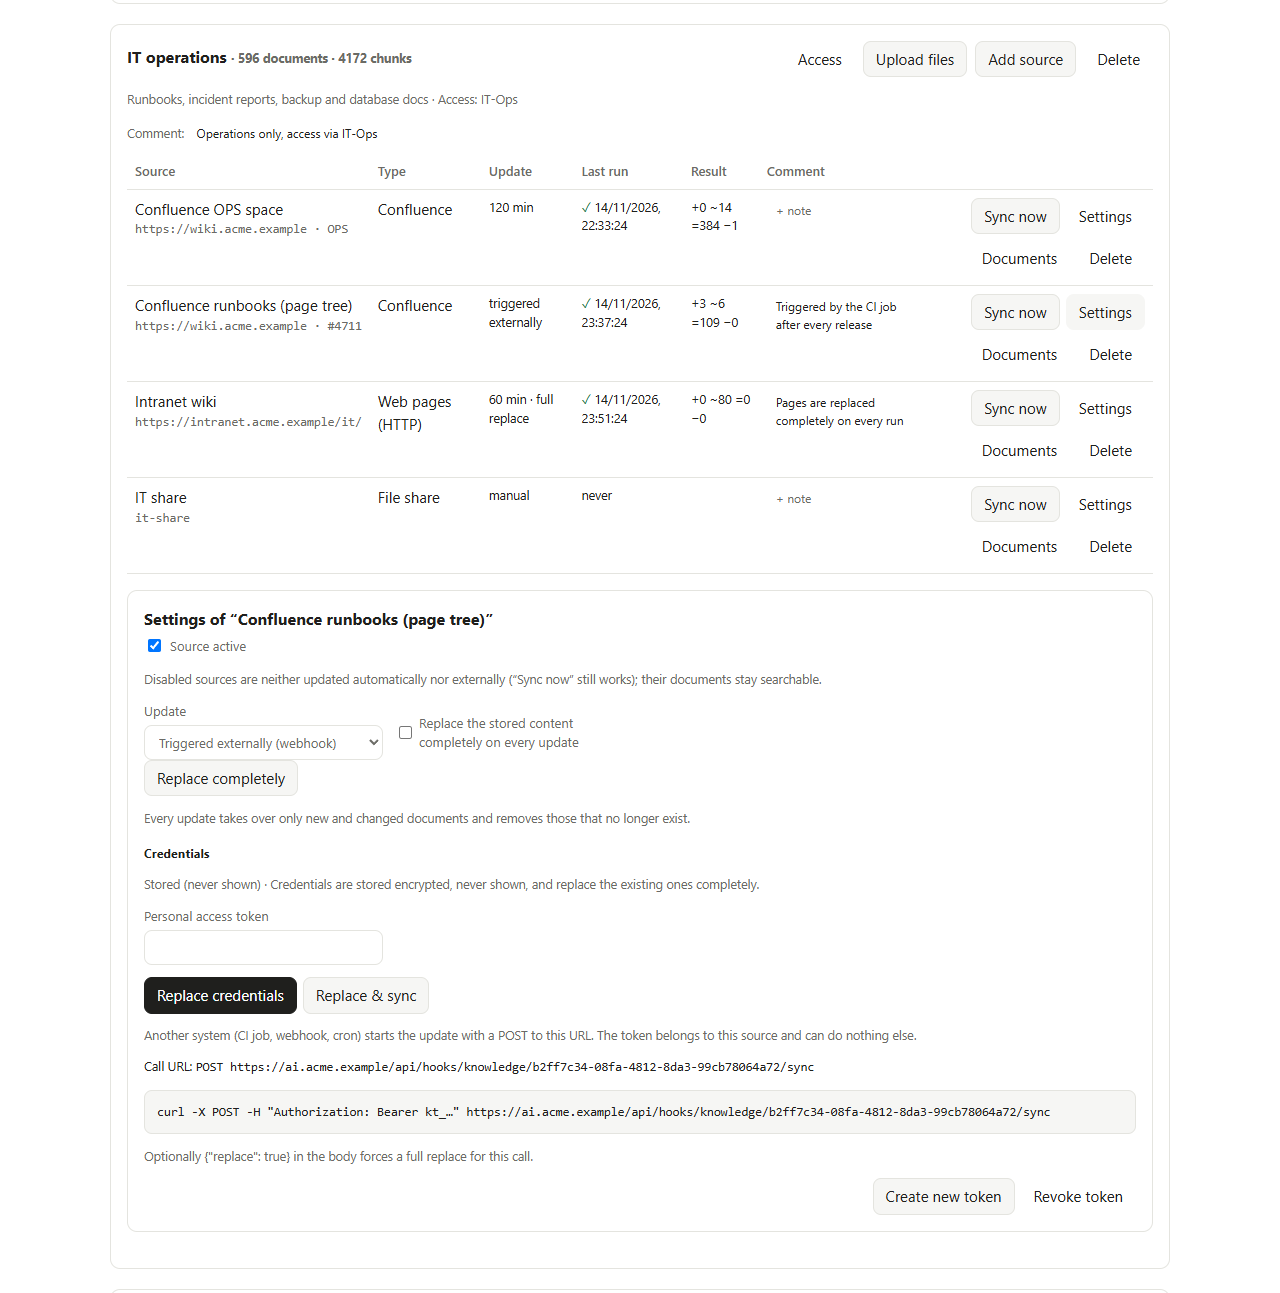 IT operations · 596 documents · 4172 chunks
Access Upload files Add source Delete
Runbooks, incident reports, backup and database docs · Access: IT-Ops
Comment: Operations only, access via IT-Ops
Source Type Update Last run Result Comment
Confluence OPS space Confluence 120 min ✓ 14/11/2026, +0 ~14 + note Sync now Settings
https://wiki.acme.example · OPS 22:33:24 =384 −1
Documents Delete
Confluence runbooks (page tree) Confluence triggered ✓ 14/11/2026, +3 ~6 Triggered by the CI job Sync now Settings
https://wiki.acme.example · #4711 externally 23:37:24 =109 −0 after every release
Documents Delete
Intranet wiki Web pages 60 min · full ✓ 14/11/2026, +0 ~80 =0 Pages are replaced Sync now Settings
https://intranet.acme.example/it/ (HTTP) replace 23:51:24 −0 completely on every run
Documents Delete
IT share File share manual never + note Sync now Settings
it-share
Documents Delete
Settings of “Confluence runbooks (page tree)”
Source active
Disabled sources are neither updated automatically nor externally (“Sync now” still works); their documents stay searchable.
Update
Triggered externally (webhook)
Replace the stored content
completely on every update
Replace completely
Every update takes over only new and changed documents and removes those that no longer exist.
Credentials
Stored (never shown) · Credentials are stored encrypted, never shown, and replace the existing ones completely.
Personal access token
Replace credentials Replace & sync
Another system (CI job, webhook, cron) starts the update with a POST to this URL. The token belongs to this source and can do nothing else.
Call URL: POST https://ai.acme.example/api/hooks/knowledge/b2ff7c34-08fa-4812-8da3-99cb78064a72/sync
curl -X POST -H "Authorization: Bearer kt_…" https://ai.acme.example/api/hooks/knowledge/b2ff7c34-08fa-4812-8da3-99cb78064a72/sync
Optionally {"replace": true} in the body forces a full replace for this call.
Create new token Revoke token